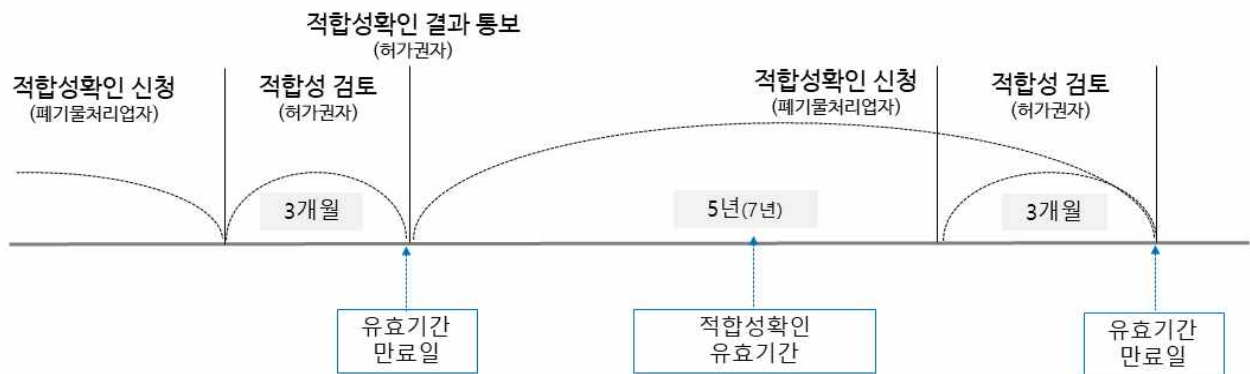 적합성확인 결과 통보
(허가권자)
적합성확인 신청
(폐기물처리업자)
적합성 검토
(허가권자)
적합성확인 신청
(폐기물처리업자)
적합성 검토
(허가권자)
3개월
5년(7년)
3개월
유효기간
만료일
적합성확인
유효기간
유효기간
만료일